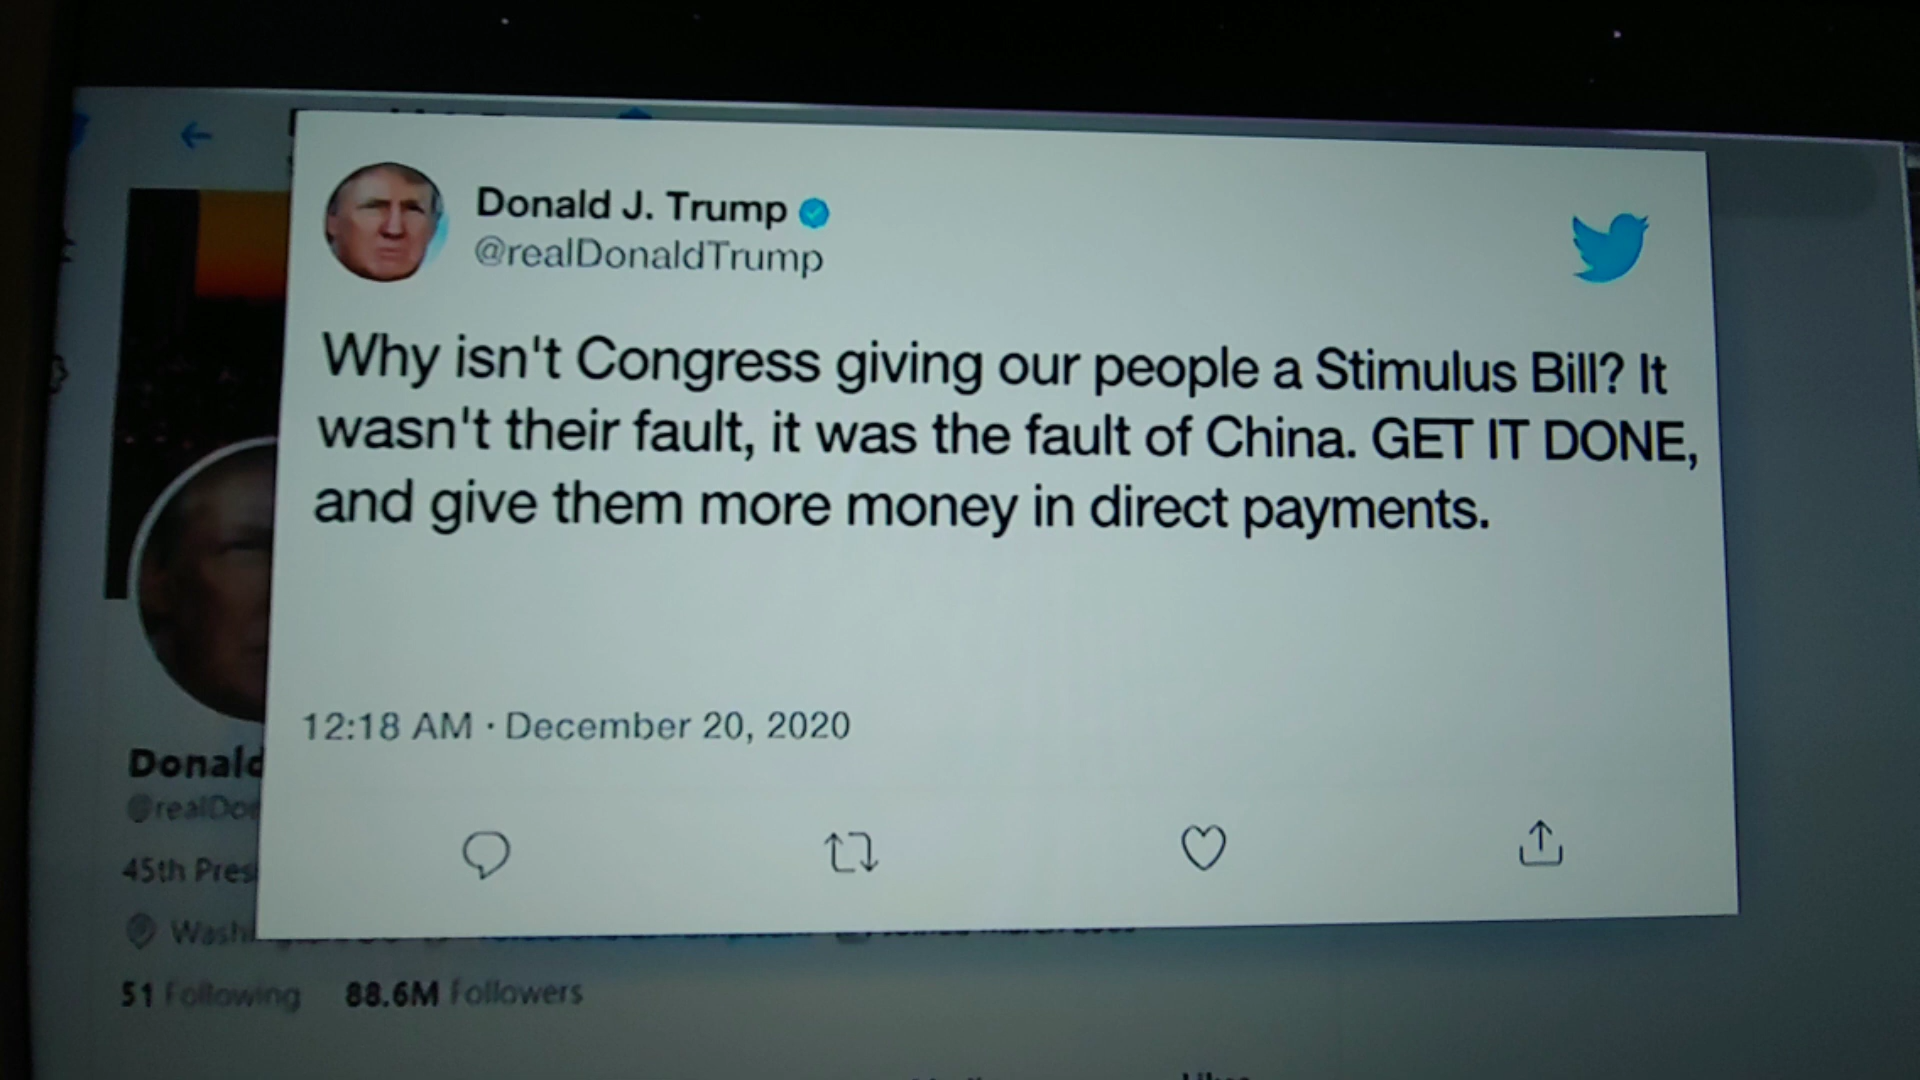 Donald J. Trump
@realDonaldTrump
Why isn't Congress giving our people a Stimulus Bill? It
wasn't their fault, it was the fault of China. GET IT DONE,
and give them more money in direct payments.
12:18 AM · December 20, 2020
Donald
@realDon
45th Pres
Washi
51 Following 88.6M Followers